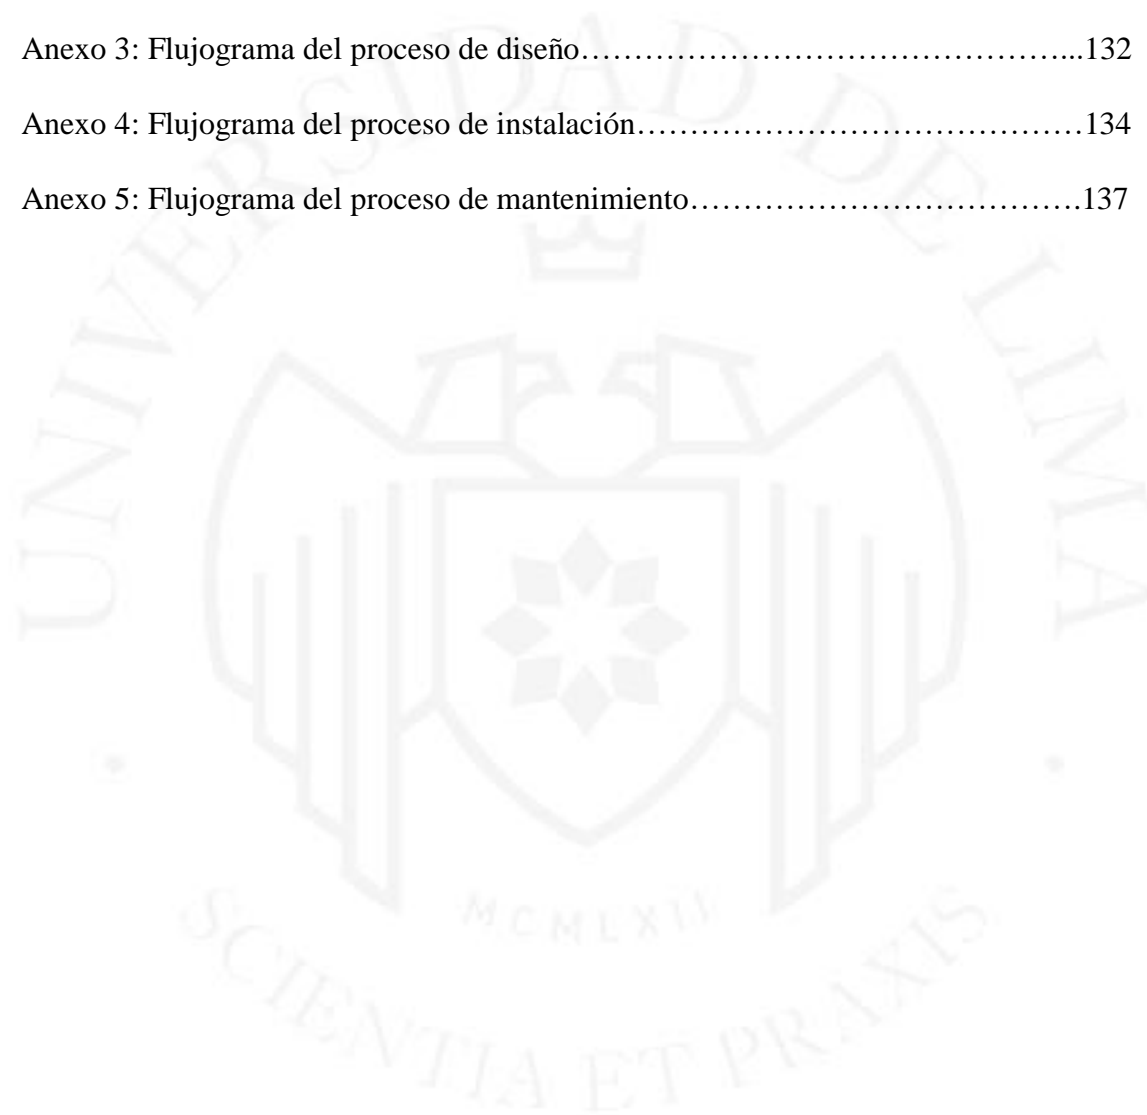 Anexo 3: Flujograma del proceso de diseño………………………………………...132
Anexo 4: Flujograma del proceso de instalación……………………………………134
Anexo 5: Flujograma del proceso de mantenimiento……………………………….137
UNIVERSIDAD DE LIMA
MCMLXII
SCIENTIA ET PRAXIS